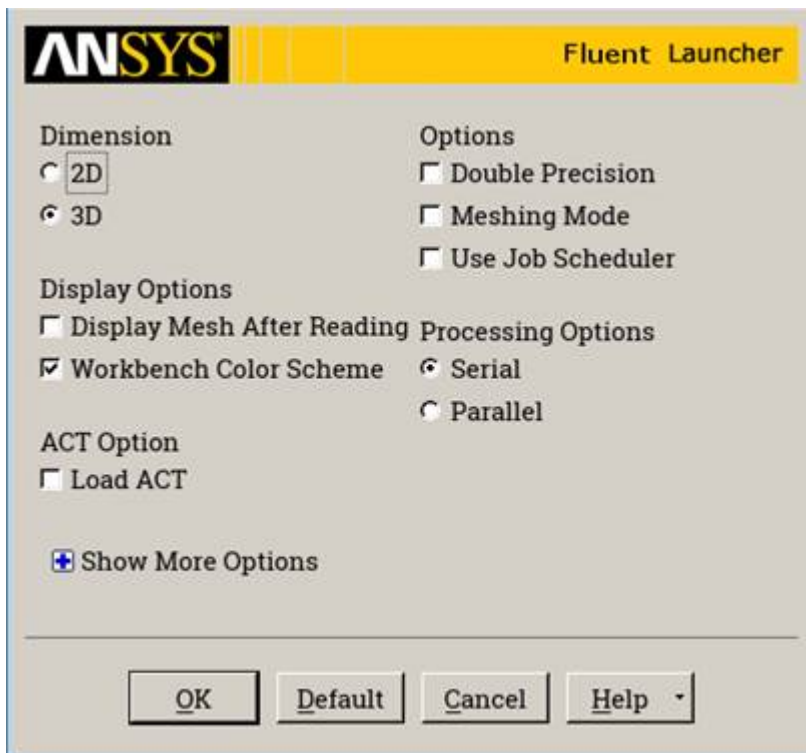 ANSYS
Fluent Launcher
Dimension
2D
3D
Display Options
Display Mesh After Reading
Workbench Color Scheme
ACT Option
Load ACT
Show More Options
Options
Double Precision
Meshing Mode
Use Job Scheduler
Processing Options
Serial
Parallel
OK
Default
Cancel
Help